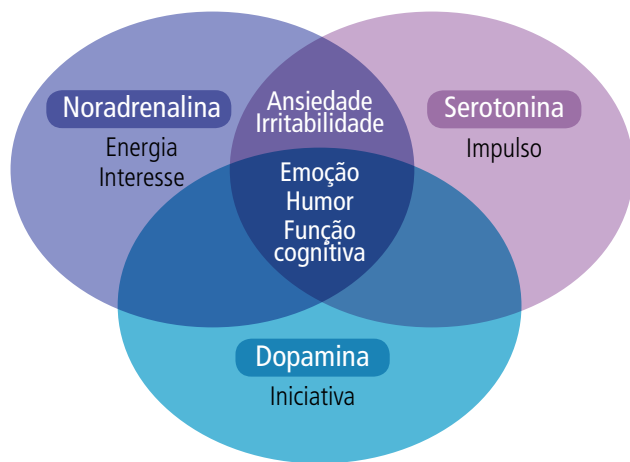 Noradrenalina
Energia
Interesse
Ansiedade
Irritabilidade
Serotonina
Impulso
Emoção
Humor
Função
cognitiva
Dopamina
Iniciativa